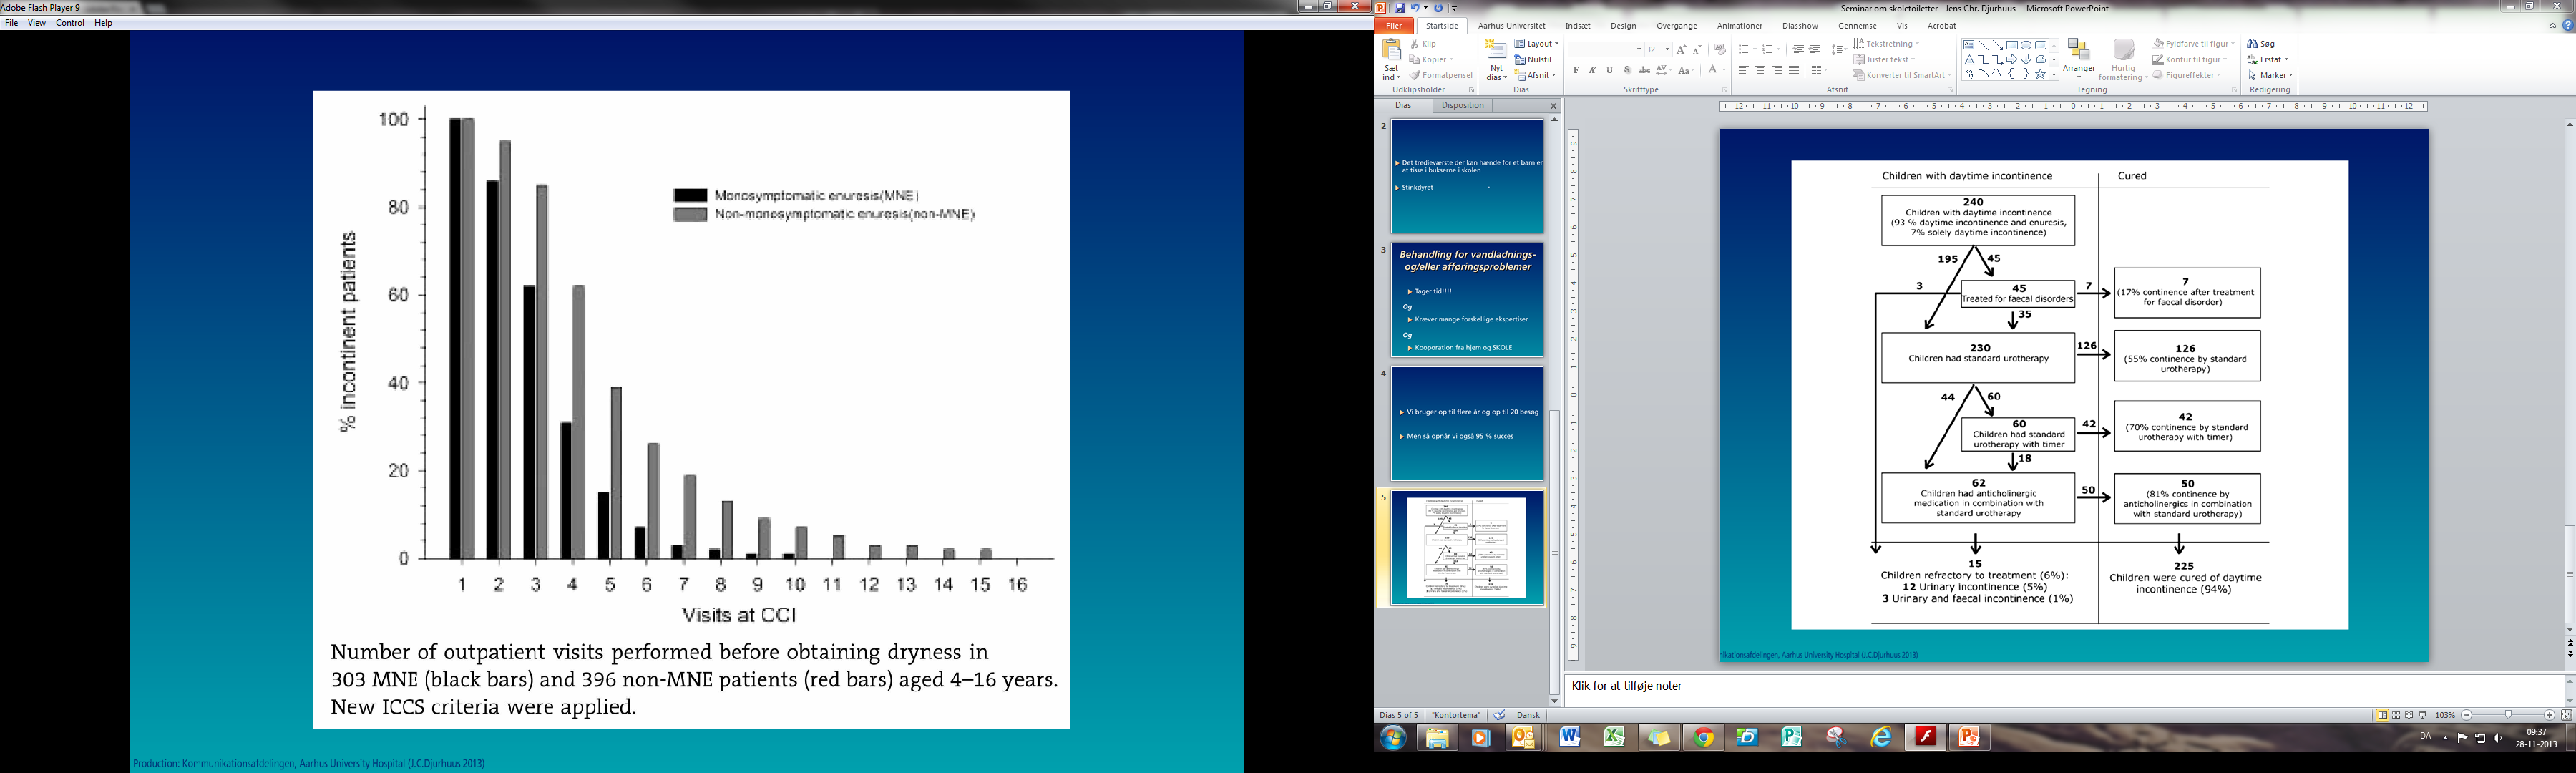 Adobe Flash Player 9
File View Control Help
100
80
60
40
20
0
% incontinent patients
Monosymptomatic enuresis(MNE)
Non-monosymptomatic enuresis(non-MNE)
1 2 3 4 5 6 7 8 9 10 11 12 13 14 15 16
Visits at CCI
Number of outpatient visits performed before obtaining dryness in
303 MNE (black bars) and 396 non-MNE patients (red bars) aged 4–16 years.
New ICCS criteria were applied.
Production: Kommunikationsafdelingen, Aarhus University Hospital (J.C.Djurhuus 2013)
Seminar om skoletoiletter - Jens Chr. Djurhuus - Microsoft PowerPoint
Filer Startside Aarhus Universitet Indsæt Design Overgange Animationer Diasshow Gennemse Vis Acrobat
Sæt ind
Klip
Kopier
Formatpensel
Udklipsholder
Nyt dias
Layout
Nulstil
Afsnit
Dias
32
Skrifttype
Tekstretning
Juster tekst
Konverter til SmartArt
Afsnit
Arranger
Hurtig formatering
Fyldfarve til figur
Kontur til figur
Figureffekter
Tegning
Søg
Erstat
Marker
Redigering
Dias Disposition
2
Det tredieværste der kan hænde for et barn er
at tisse i bukserne i skolen
Stinkdyret
3
Behandling for vandladnings-
og/eller afføringsproblemer
Tager tid!!!!
Og
Kræver mange forskellige ekspertiser
Og
Kooporation fra hjem og SKOLE
4
Vi bruger op til flere år og op til 20 besøg
Men så opnår vi også 95 % succes
5
Children with daytime incontinence
Cured
240
Children with daytime incontinence
(93 % daytime incontinence and enuresis,
7% solely daytime incontinence)
195 45
3
45
Treated for faecal disorders
7
7
(17% continence after treatment
for faecal disorder)
35
230
Children had standard urotherapy
126
126
(55% continence by standard
urotherapy)
44 60
60
Children had standard
urotherapy with timer
42
42
(70% continence by standard
urotherapy with timer)
18
62
Children had anticholinergic
medication in combination with
standard urotherapy
50
50
(81% continence by
anticholinergics in combination
with standard urotherapy)
15
Children refractory to treatment (6%):
12 Urinary incontinence (5%)
3 Urinary and faecal incontinence (1%)
225
Children were cured of daytime
incontinence (94%)
nikationsafdelingen, Aarhus University Hospital (J.C.Djurhuus 2013)
Klik for at tilføje noter
Dias 5 of 5 "Kontortema" Dansk
103%
DA
09:37
28-11-2013